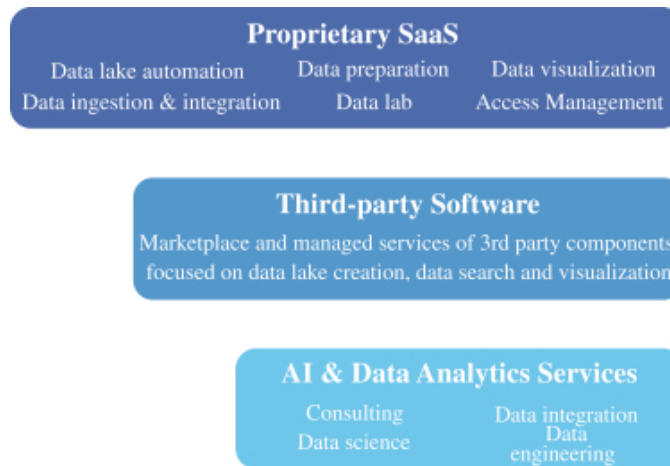 Proprietary SaaS
Data lake automation Data preparation Data visualization
Data ingestion & integration Data lab Access Management
Third-party Software
Marketplace and managed services of 3rd party components
focused on data lake creation, data search and visualization
AI & Data Analytics Services
Consulting Data integration
Data science Data
engineering